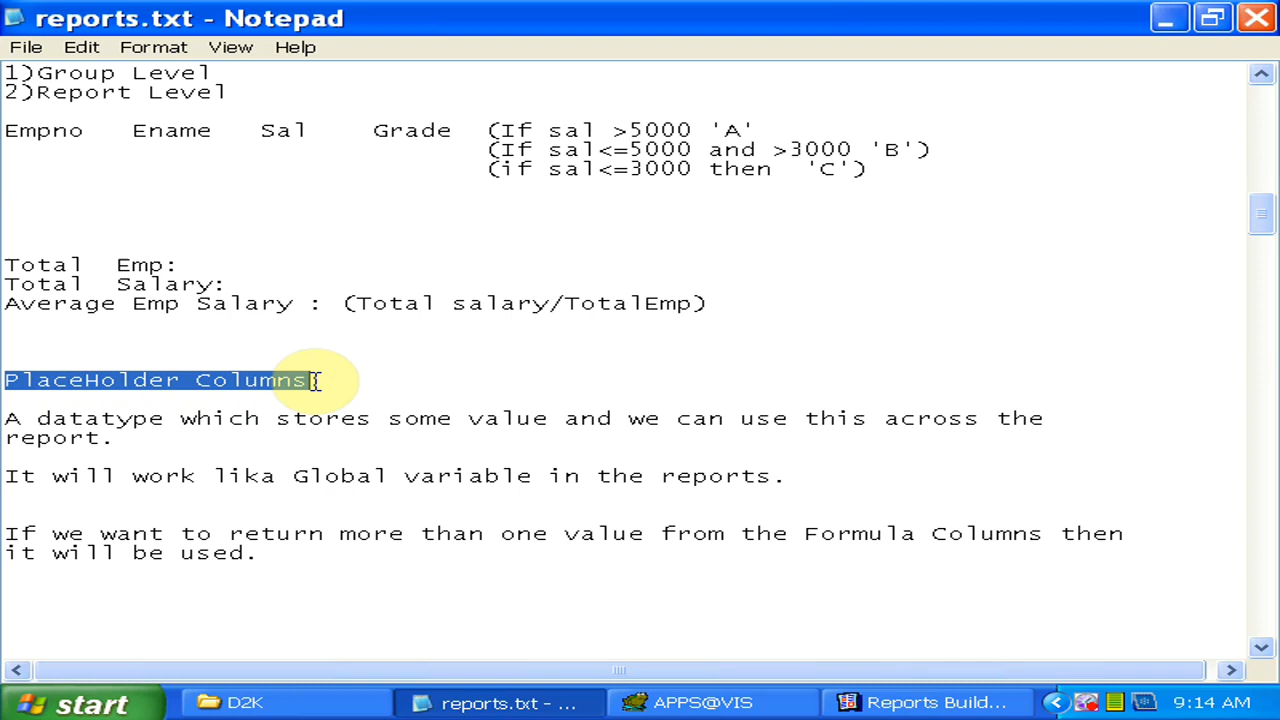 reports.txt - Notepad
File Edit Format View Help
1)Group Level
2)Report Level
Empno Ename Sal Grade (If sal >5000 'A'
(If sal<=5000 and >3000 'B')
(if sal<=3000 then 'C')
Total Emp:
Total Salary:
Average Emp Salary : (Total salary/TotalEmp)
PlaceHolder Columns
A datatype which stores some value and we can use this across the
report.
It will work lika Global variable in the reports.
If we want to return more than one value from the Formula Columns then
it will be used.
start D2K reports.txt - ... APPS@VIS Reports Build... 9:14 AM